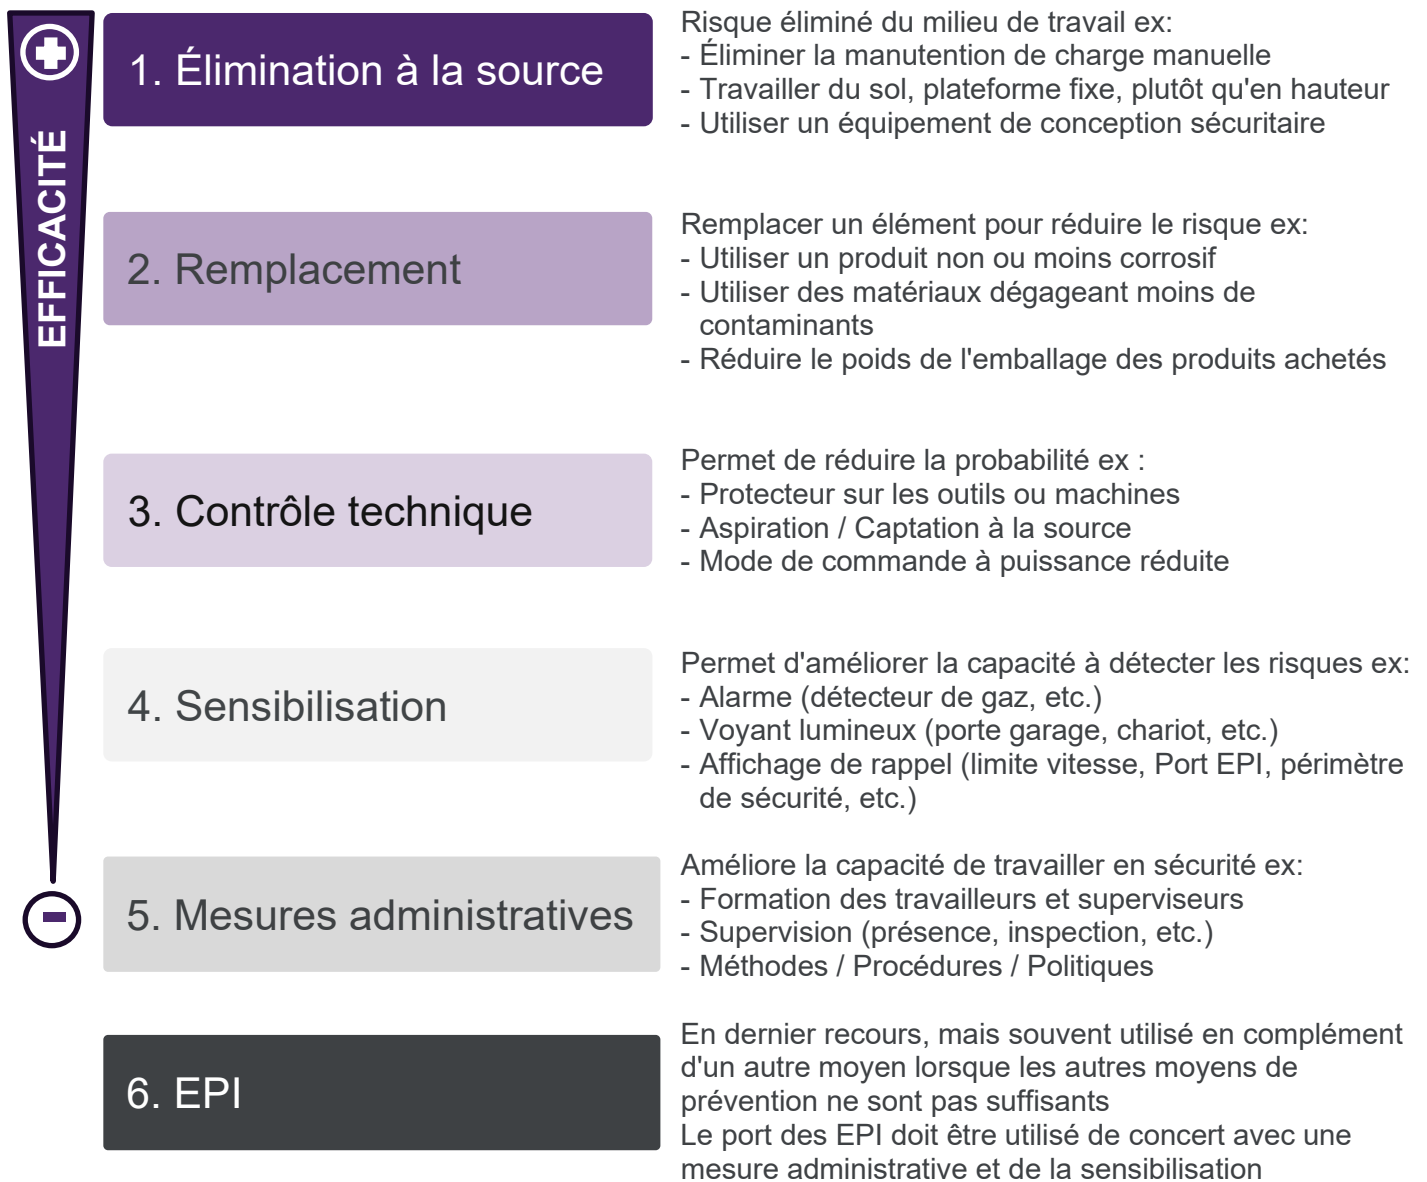 EFFICACITÉ
1. Élimination à la source
Risque éliminé du milieu de travail ex:
- Éliminer la manutention de charge manuelle
- Travailler du sol, plateforme fixe, plutôt qu'en hauteur
- Utiliser un équipement de conception sécuritaire
2. Remplacement
Remplacer un élément pour réduire le risque ex:
- Utiliser un produit non ou moins corrosif
- Utiliser des matériaux dégageant moins de
contaminants
- Réduire le poids de l'emballage des produits achetés
3. Contrôle technique
Permet de réduire la probabilité ex :
- Protecteur sur les outils ou machines
- Aspiration / Captation à la source
- Mode de commande à puissance réduite
4. Sensibilisation
Permet d'améliorer la capacité à détecter les risques ex:
- Alarme (détecteur de gaz, etc.)
- Voyant lumineux (porte garage, chariot, etc.)
- Affichage de rappel (limite vitesse, Port EPI, périmètre
de sécurité, etc.)
5. Mesures administratives
Améliore la capacité de travailler en sécurité ex:
- Formation des travailleurs et superviseurs
- Supervision (présence, inspection, etc.)
- Méthodes / Procédures / Politiques
6. EPI
En dernier recours, mais souvent utilisé en complément
d'un autre moyen lorsque les autres moyens de
prévention ne sont pas suffisants
Le port des EPI doit être utilisé de concert avec une
mesure administrative et de la sensibilisation